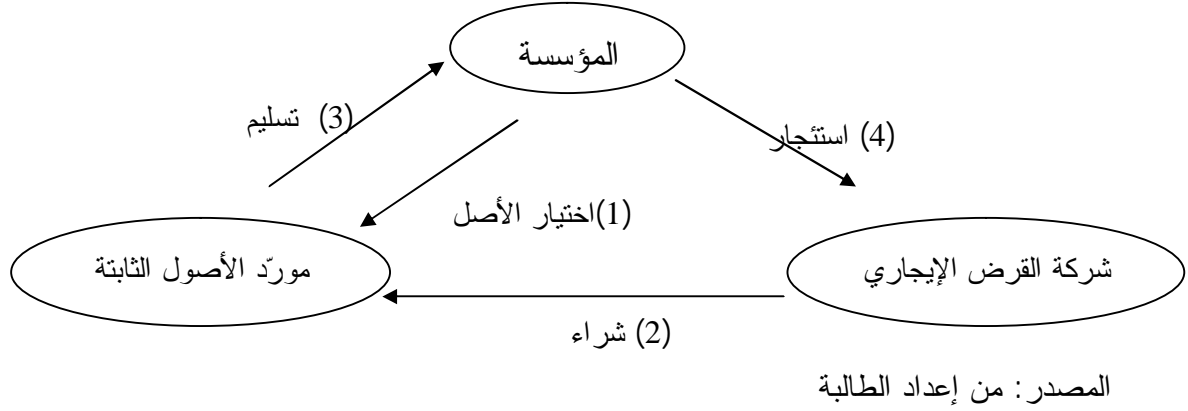 المؤسسة
(3) تسليم
(4) استئجار
(1)اختيار الأصل
شركة القرض الإيجاري
مورّد الأصول الثابتة
(2) شراء
المصدر: من إعداد الطالبة